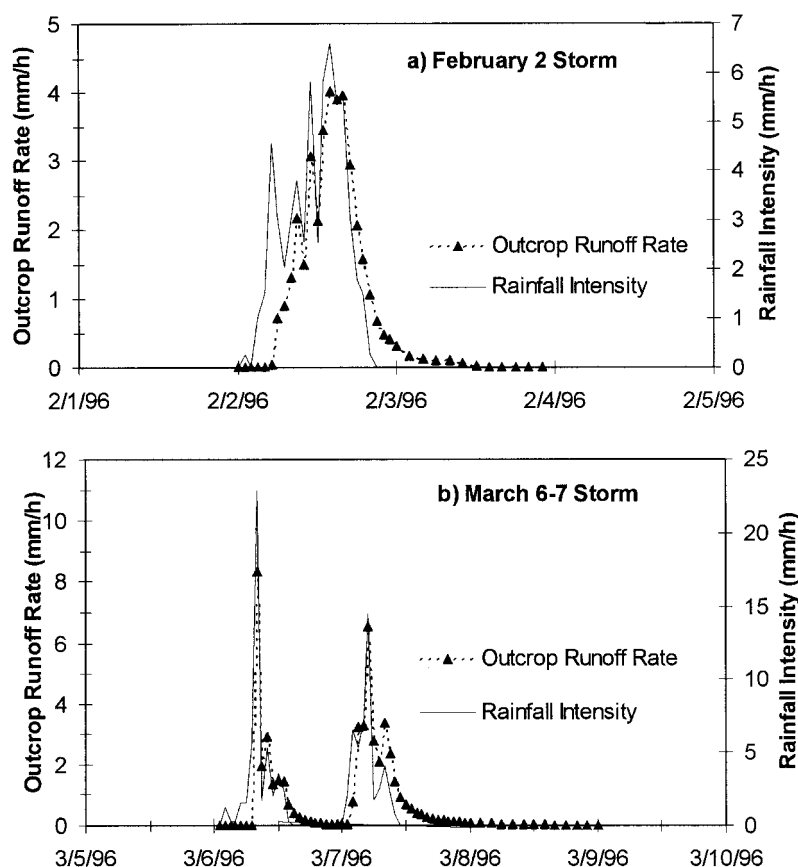 a) February 2 Storm
Outcrop Runoff Rate (mm/h)
5
4
3
2
1
0
Rainfall Intensity (mm/h)
7
6
5
4
3
2
1
0
Outcrop Runoff Rate
Rainfall Intensity
2/1/96 2/2/96 2/3/96 2/4/96 2/5/96
b) March 6-7 Storm
Outcrop Runoff Rate (mm/h)
12
10
8
6
4
2
0
Rainfall Intensity (mm/h)
25
20
15
10
5
0
Outcrop Runoff Rate
Rainfall Intensity
3/5/96 3/6/96 3/7/96 3/8/96 3/9/96 3/10/96